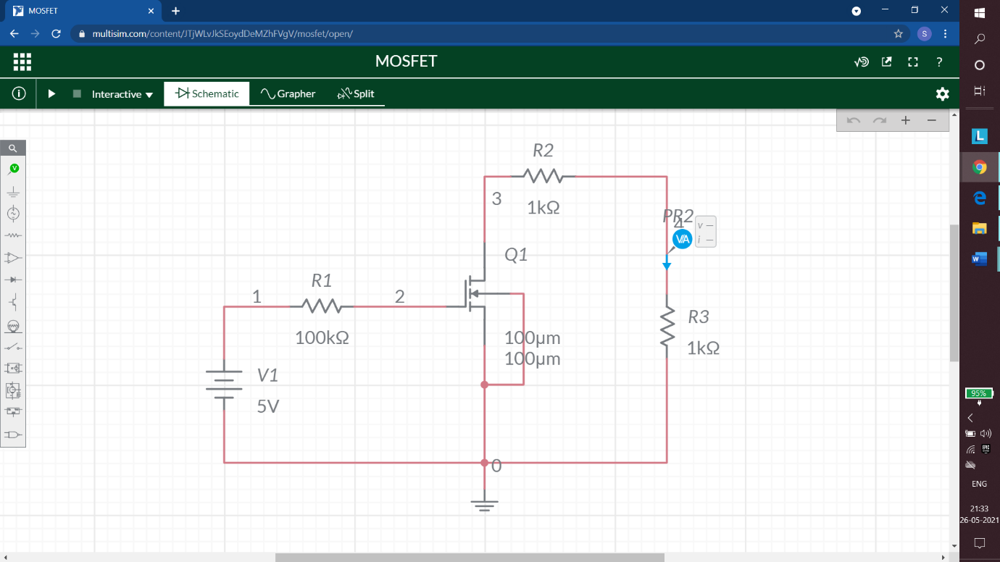 MOSFET
multisim.com/content/JTjWLvJkSEoydDeMZhFVgV/mosfet/open/
S
MOSFET
?
Interactive
Schematic
Grapher
Split
V
R2
3
1kΩ
PR2
4
V/A
v —
i —
Q1
R1
1
2
100kΩ
R3
1kΩ
100µm
100µm
V1
5V
0
L
W
95%
ENG
21:33
26-05-2021